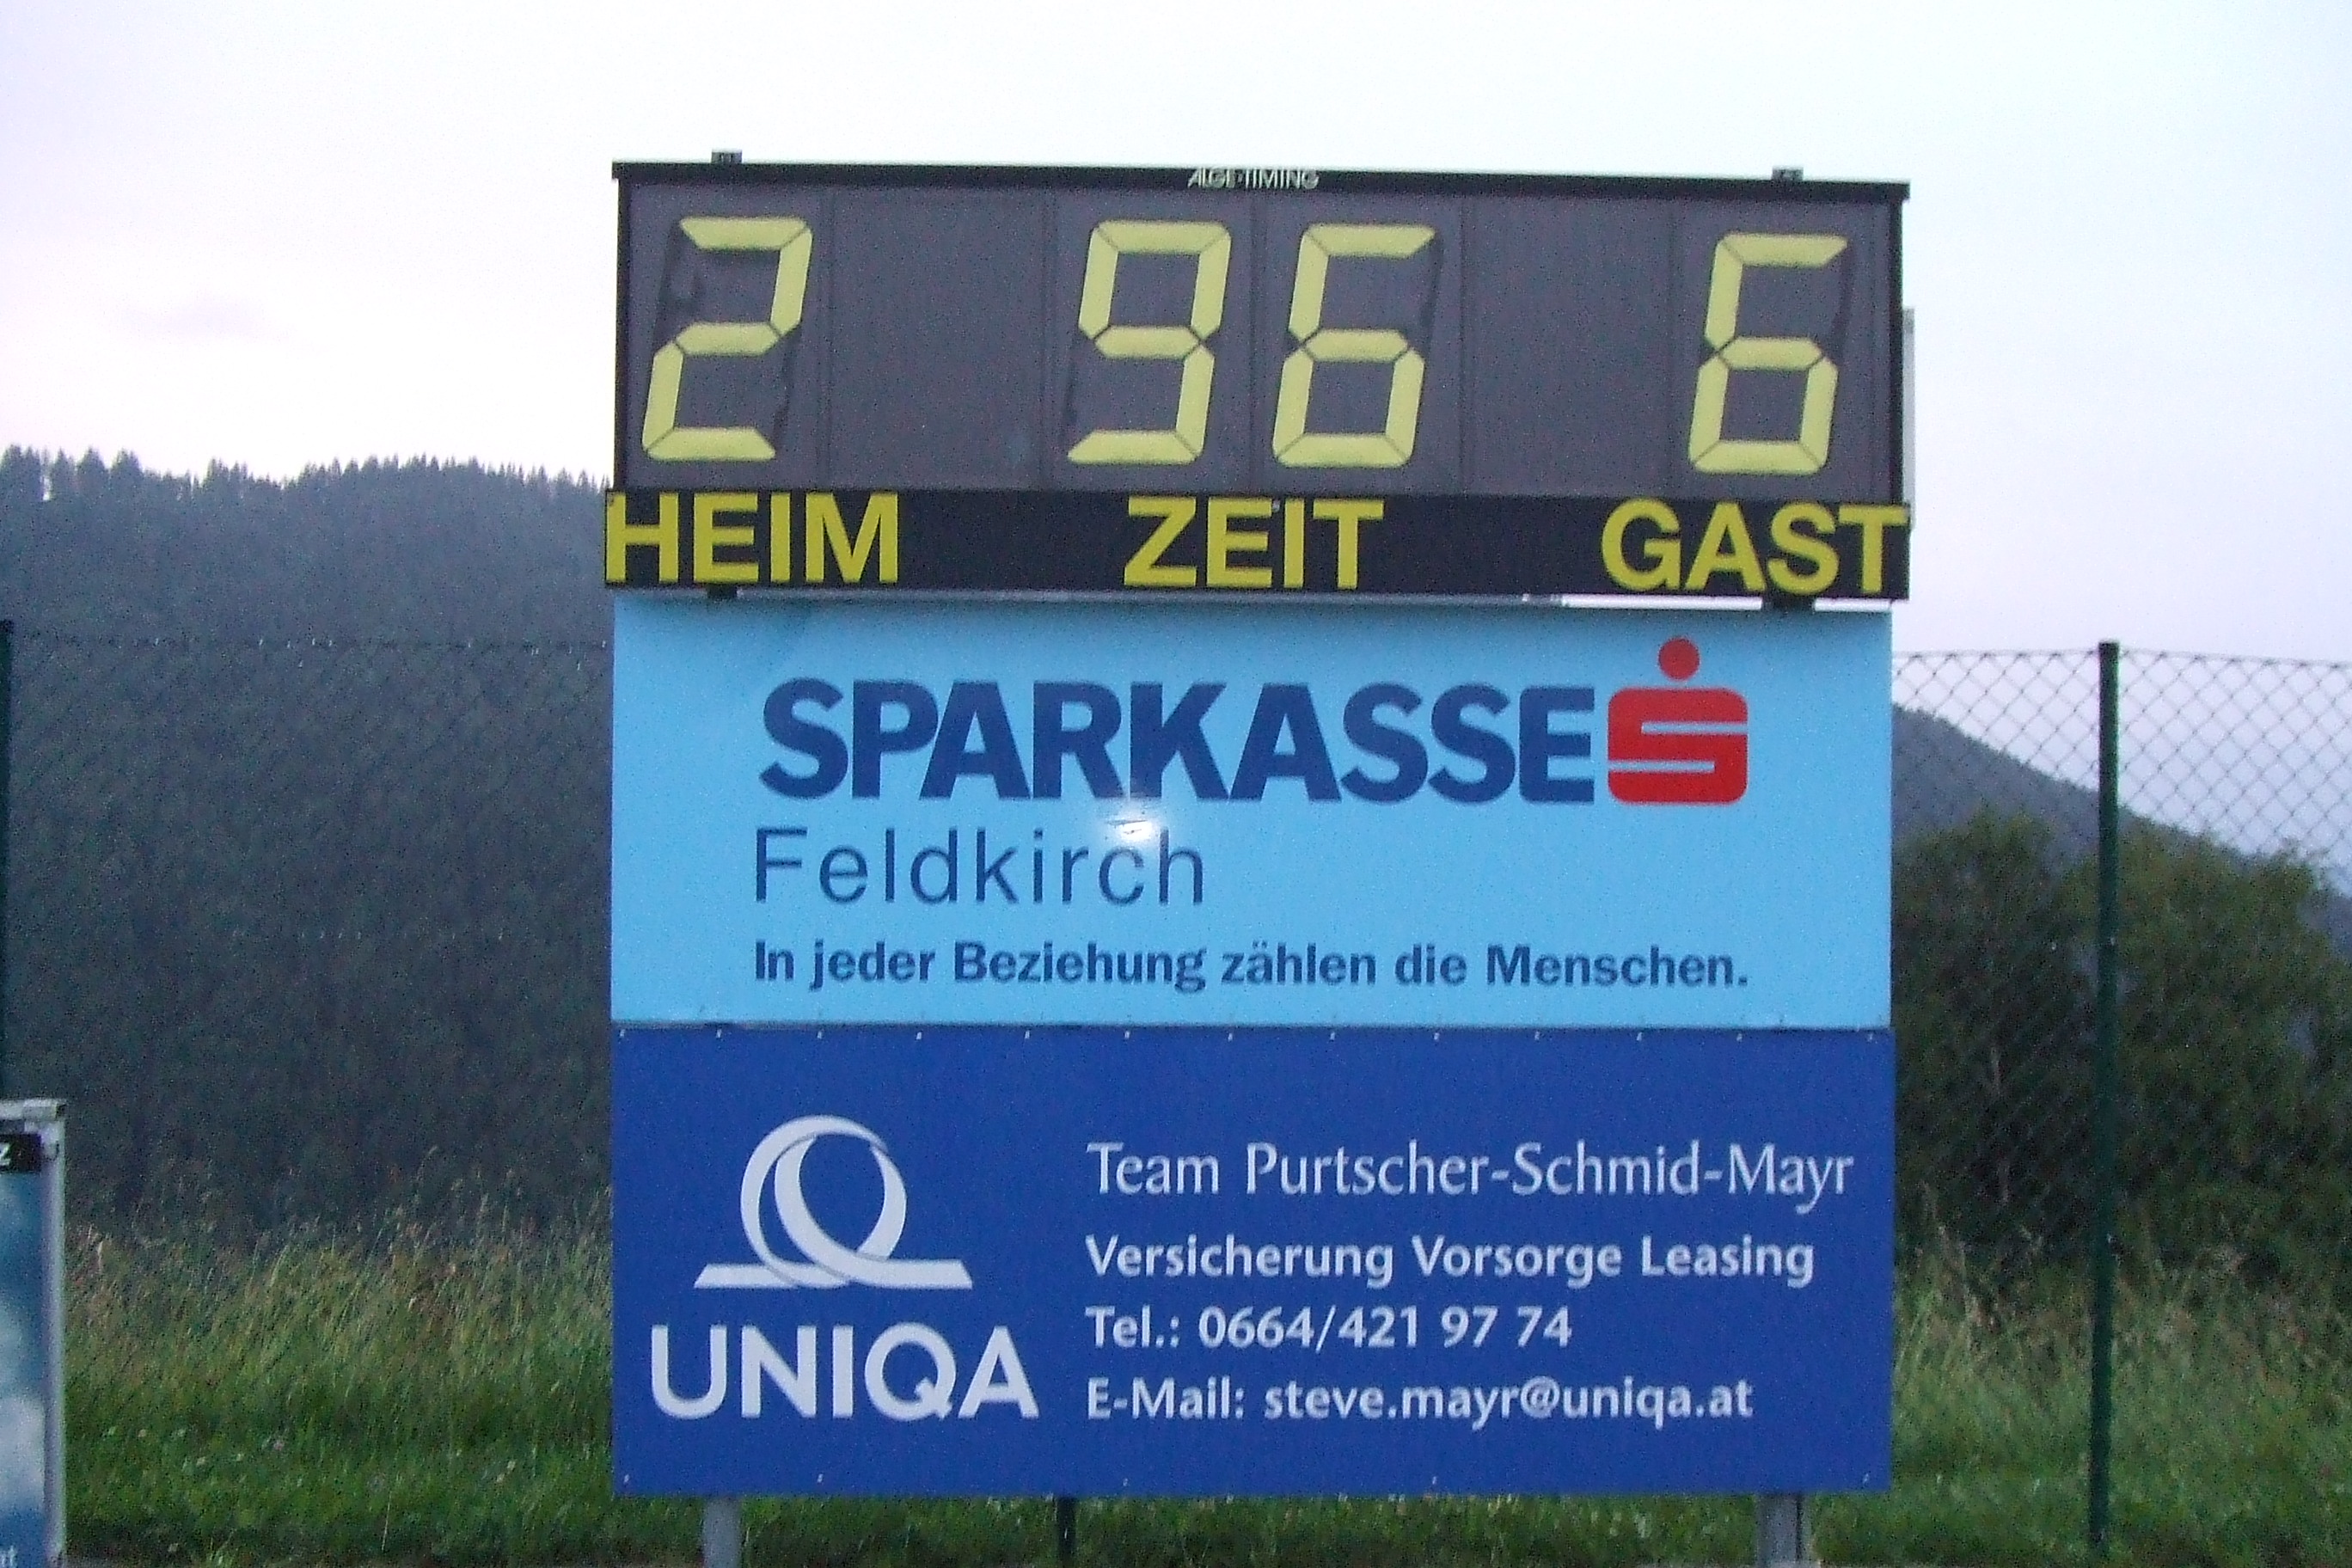 ALGE-TIMING
2 96 6
HEIM ZEIT GAST
SPARKASSE
Feldkirch
In jeder Beziehung zählen die Menschen.
UNIQA
Team Purtscher-Schmid-Mayr
Versicherung Vorsorge Leasing
Tel.: 0664/421 97 74
E-Mail: steve.mayr@uniqa.at